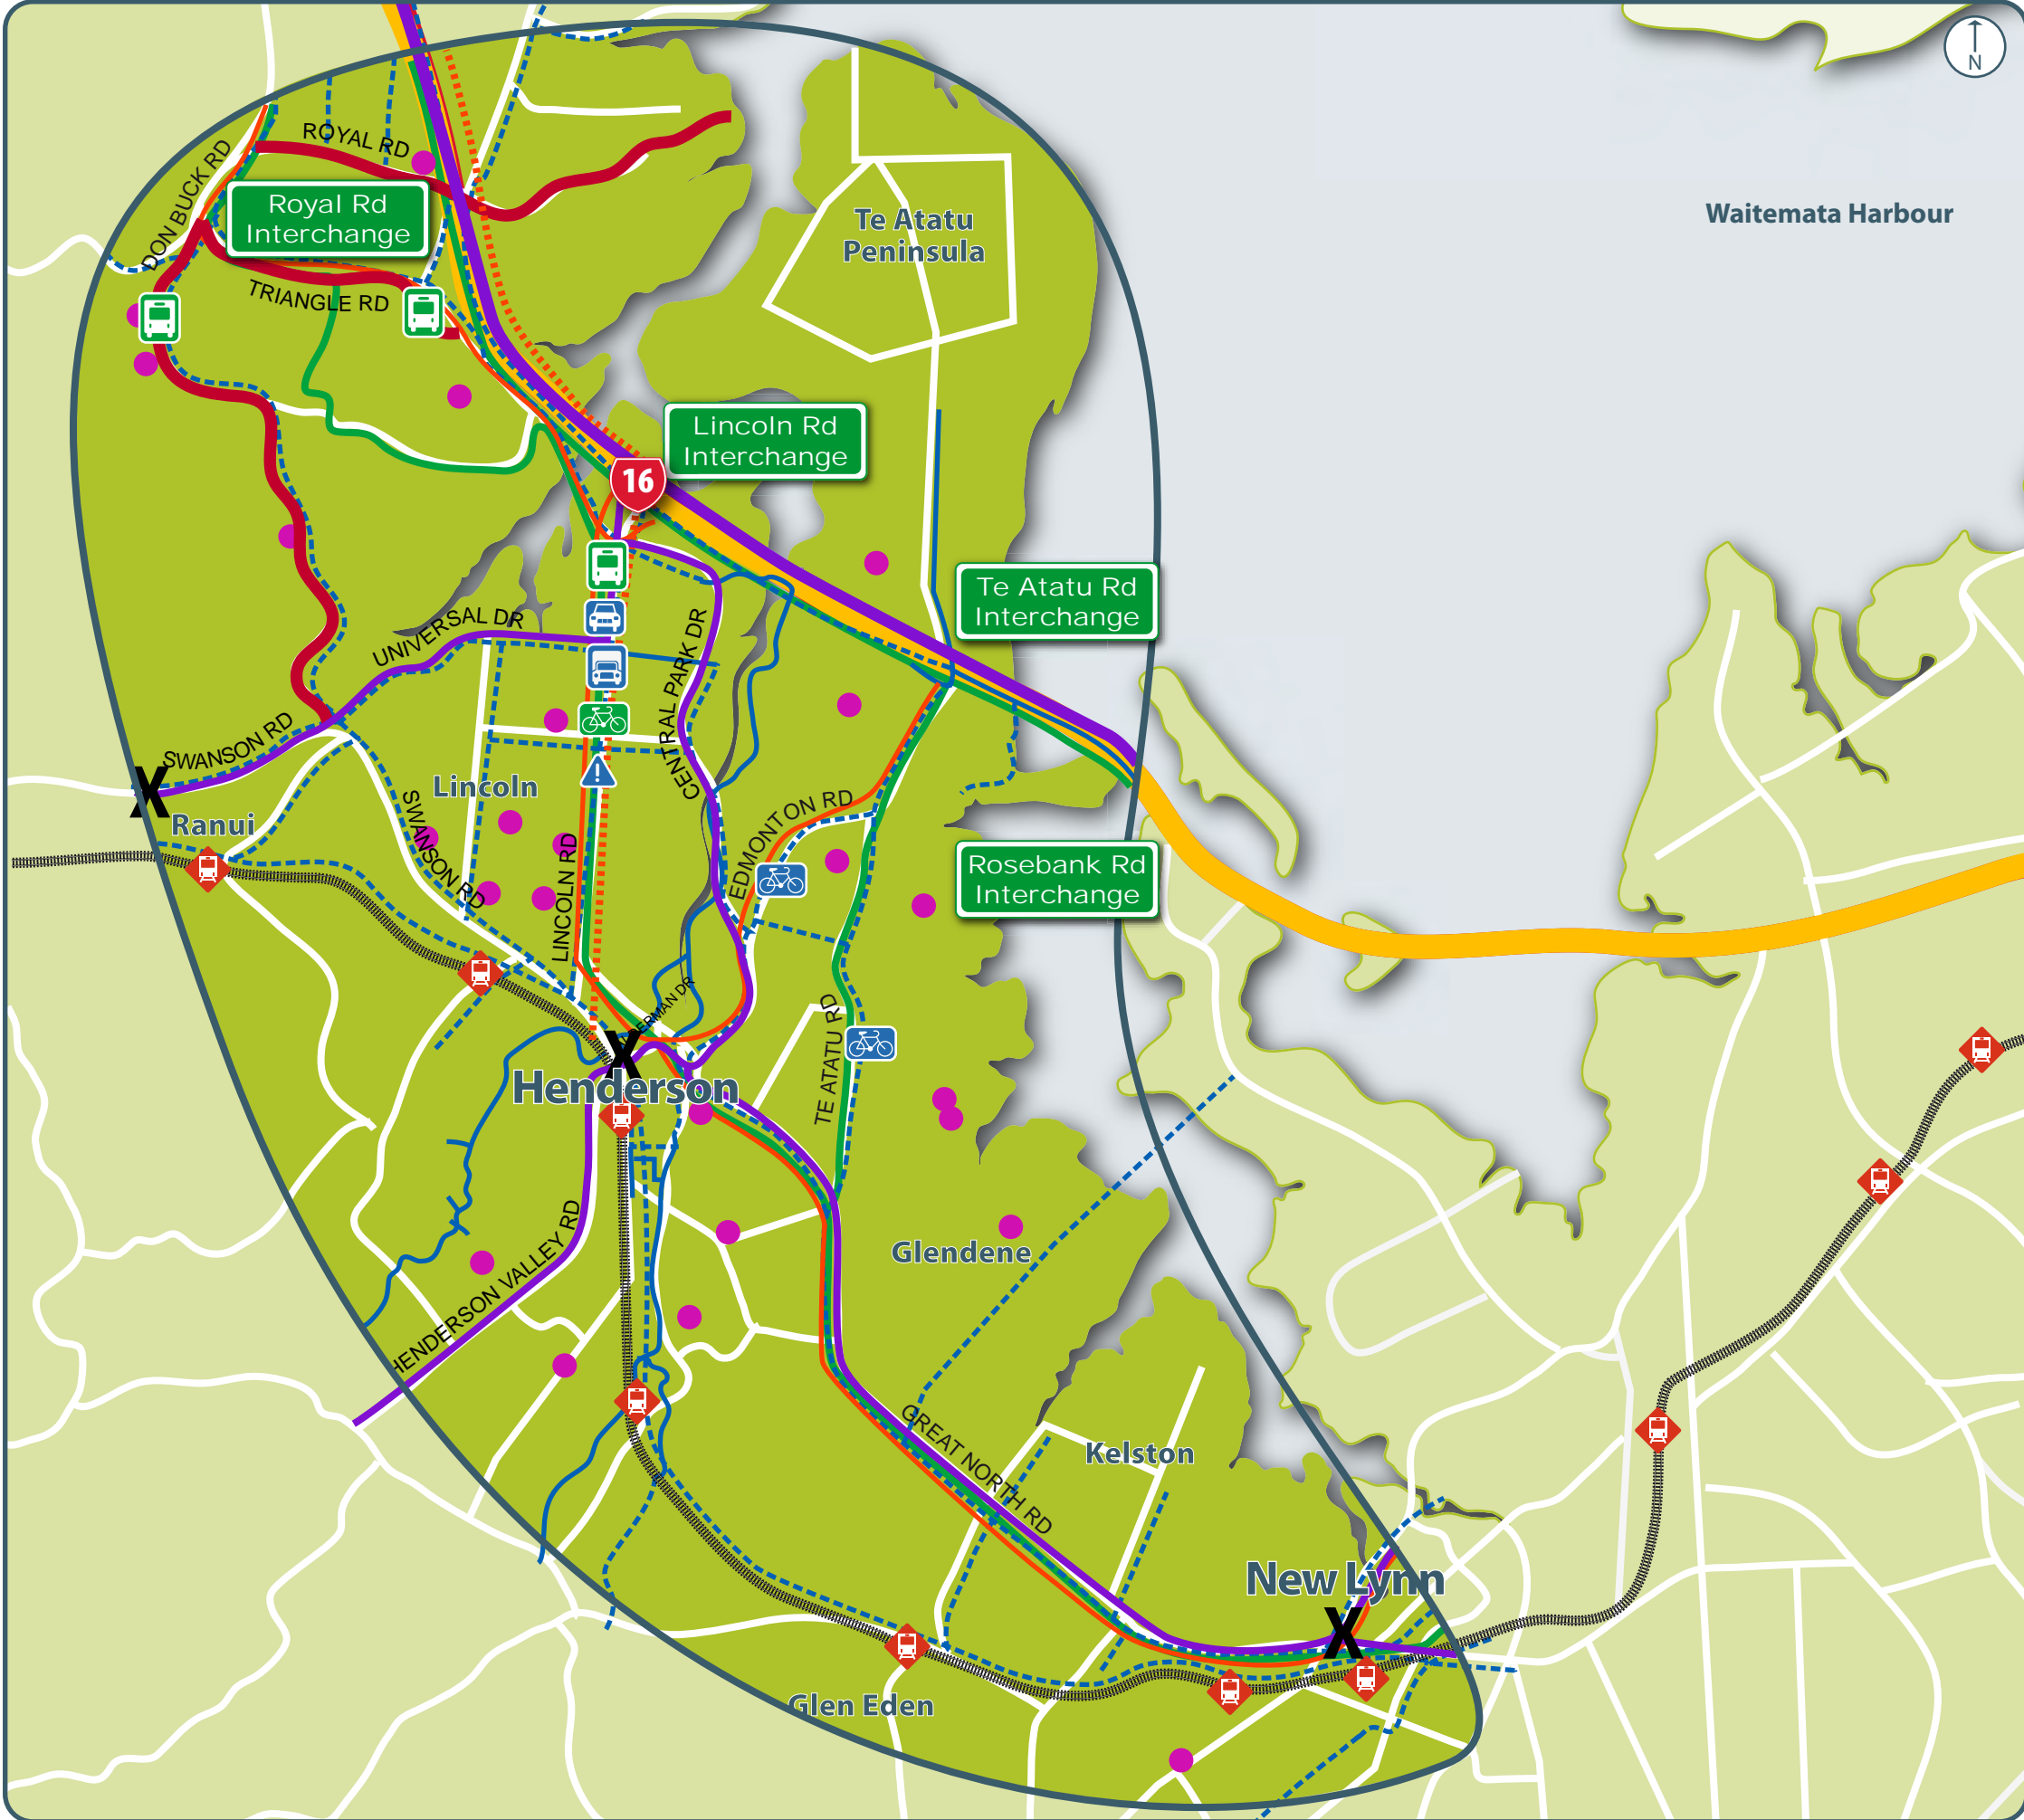 N
ROYAL RD
DON BUCK RD
Royal Rd
Interchange
TRIANGLE RD
Te Atatu
Peninsula
Waitemata Harbour
Lincoln Rd
Interchange
16
Te Atatu Rd
Interchange
UNIVERSAL DR
CENTRAL PARK DR
SWANSON RD
X
Ranui
Lincoln
SWANSON RD
LINCOLN RD
EDMONTON RD
Rosebank Rd
Interchange
TE ATATU RD
X
Henderson
HENDERSON VALLEY RD
Glendene
GREAT NORTH RD
Kelston
New Lynn
X
Glen Eden